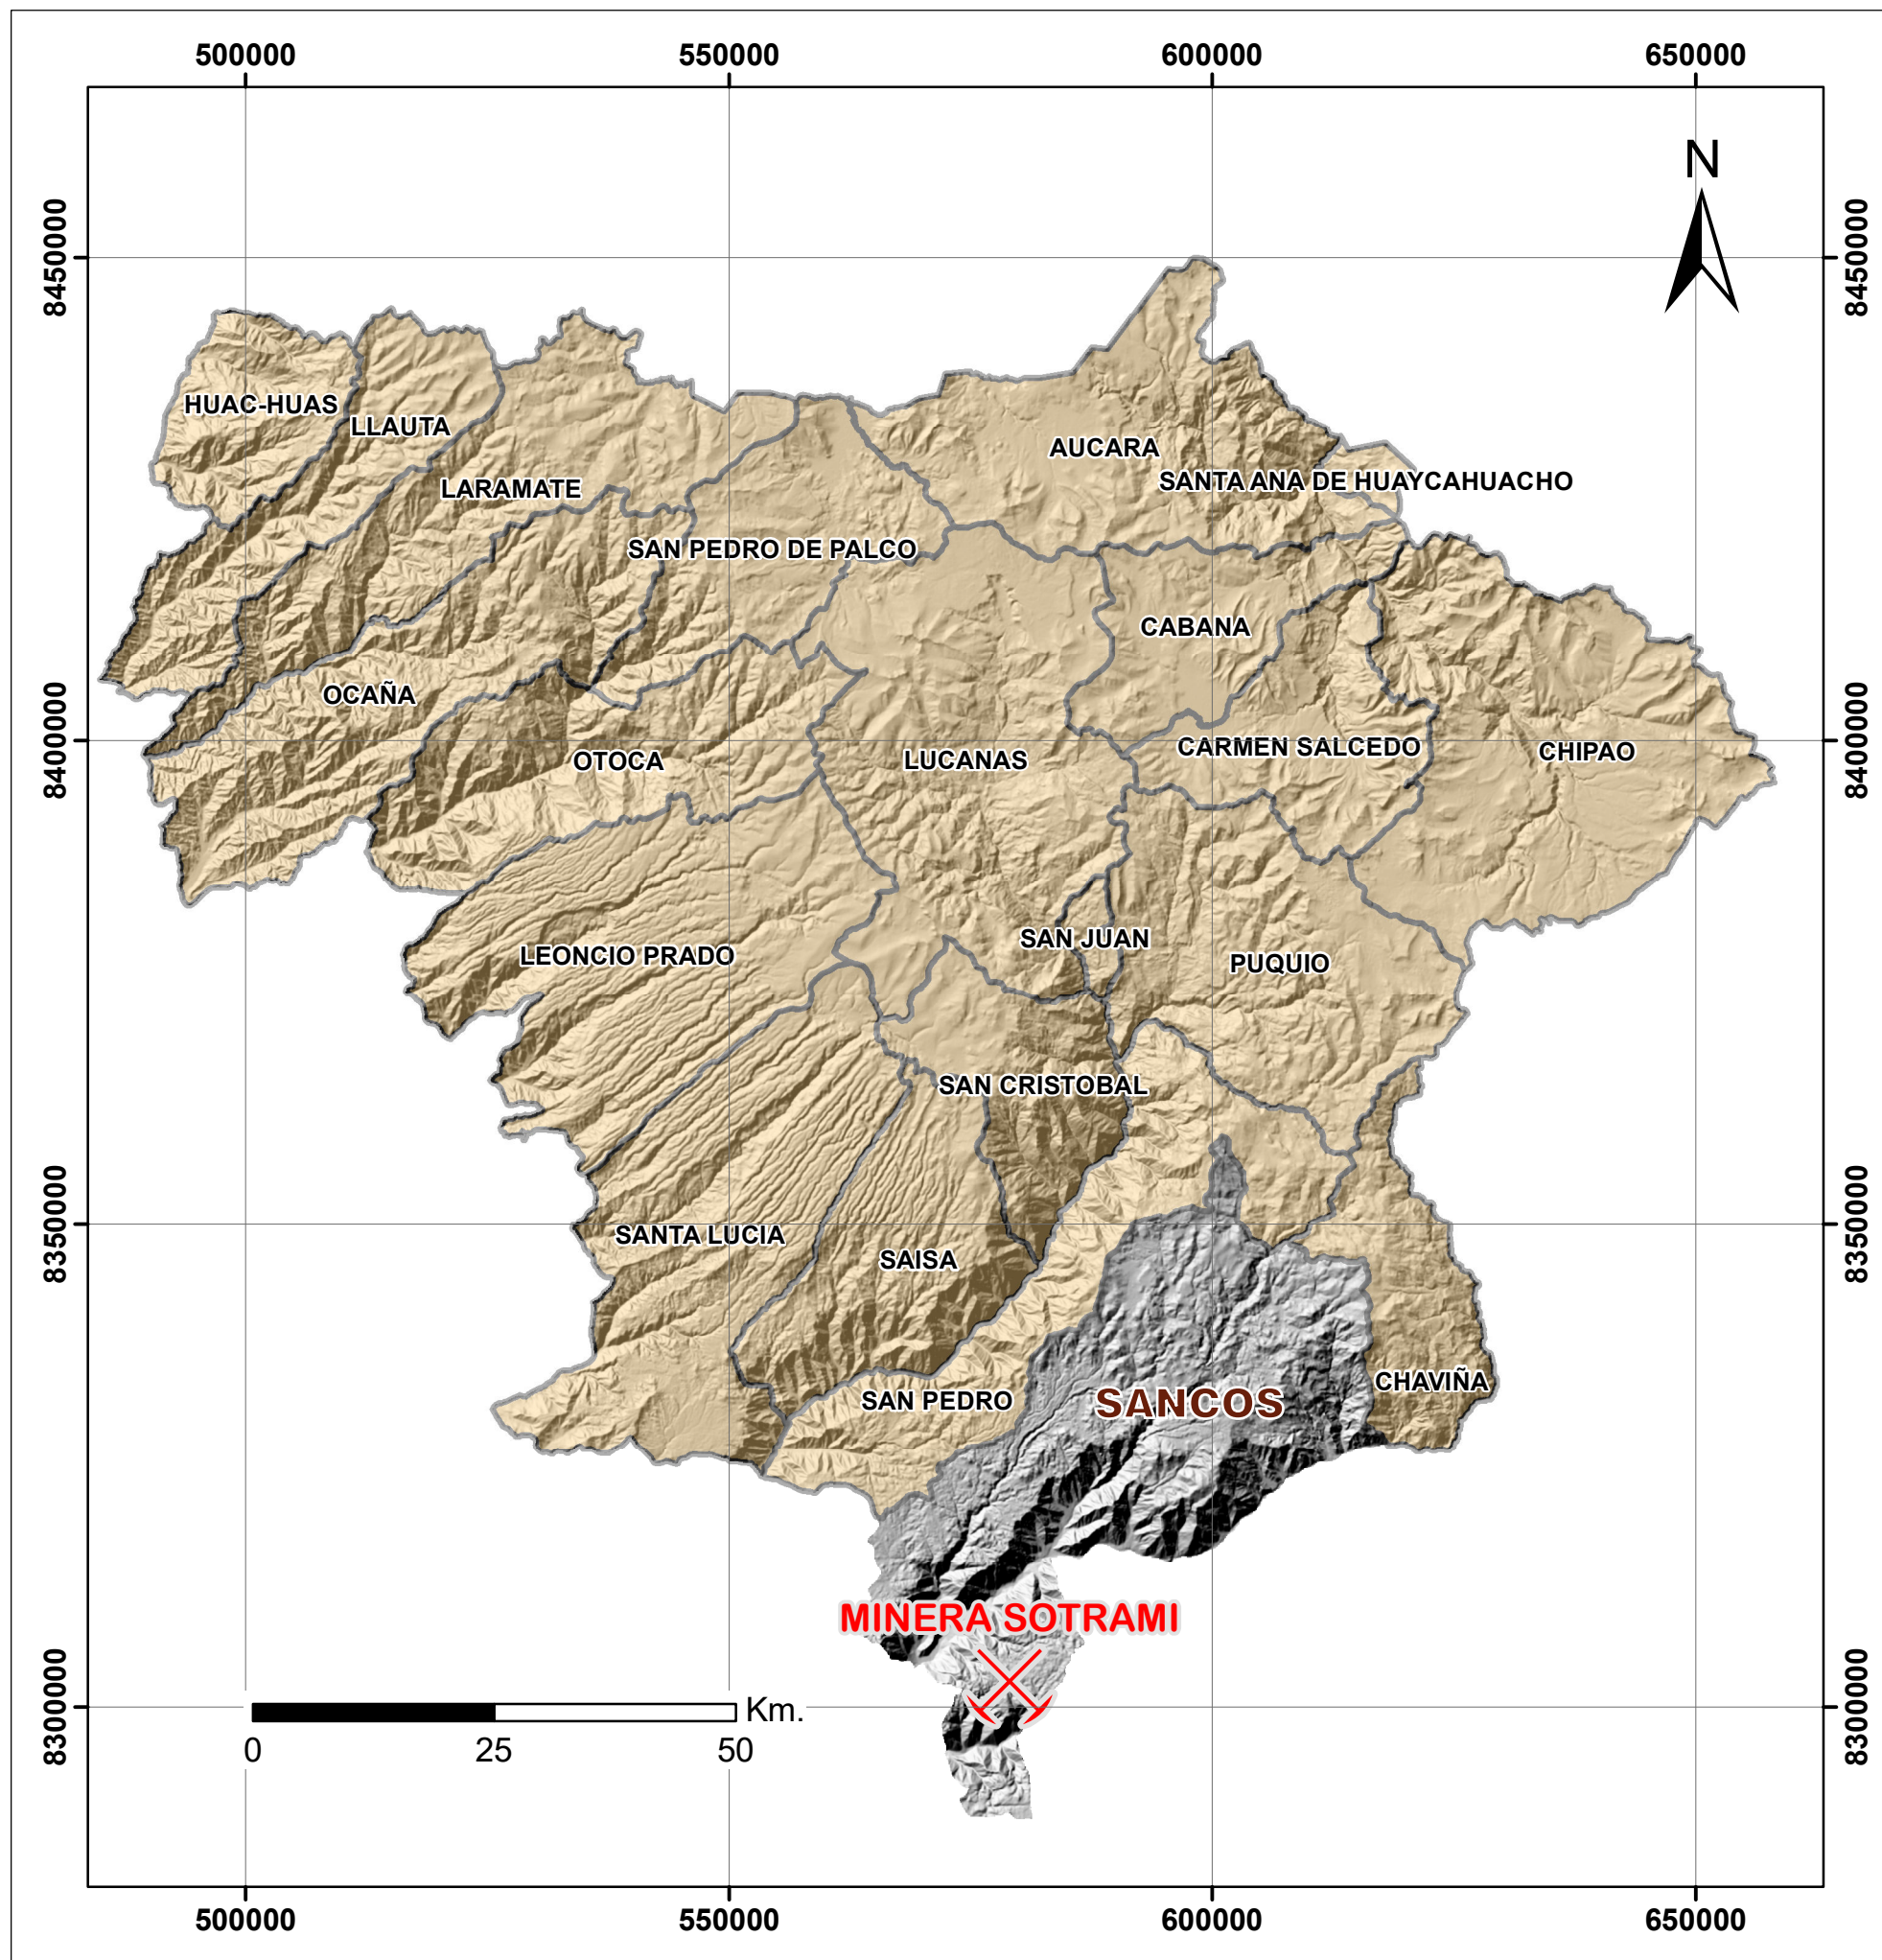 500000
550000
600000
650000
N
8450000
8450000
HUAC-HUAS
LLAUTA
AUCARA
SANTA ANA DE HUAYCAHUACHO
LARAMATE
SAN PEDRO DE PALCO
CABANA
OCAÑA
8400000
8400000
OTOCA
LUCANAS
CARMEN SALCEDO
CHIPAO
SAN JUAN
LEONCIO PRADO
PUQUIO
SAN CRISTOBAL
8350000
8350000
SANTA LUCIA
SAISA
CHAVIÑA
SAN PEDRO
SANCOS
MINERA SOTRAMI
8300000
8300000
Km.
0
25
50
500000
550000
600000
650000